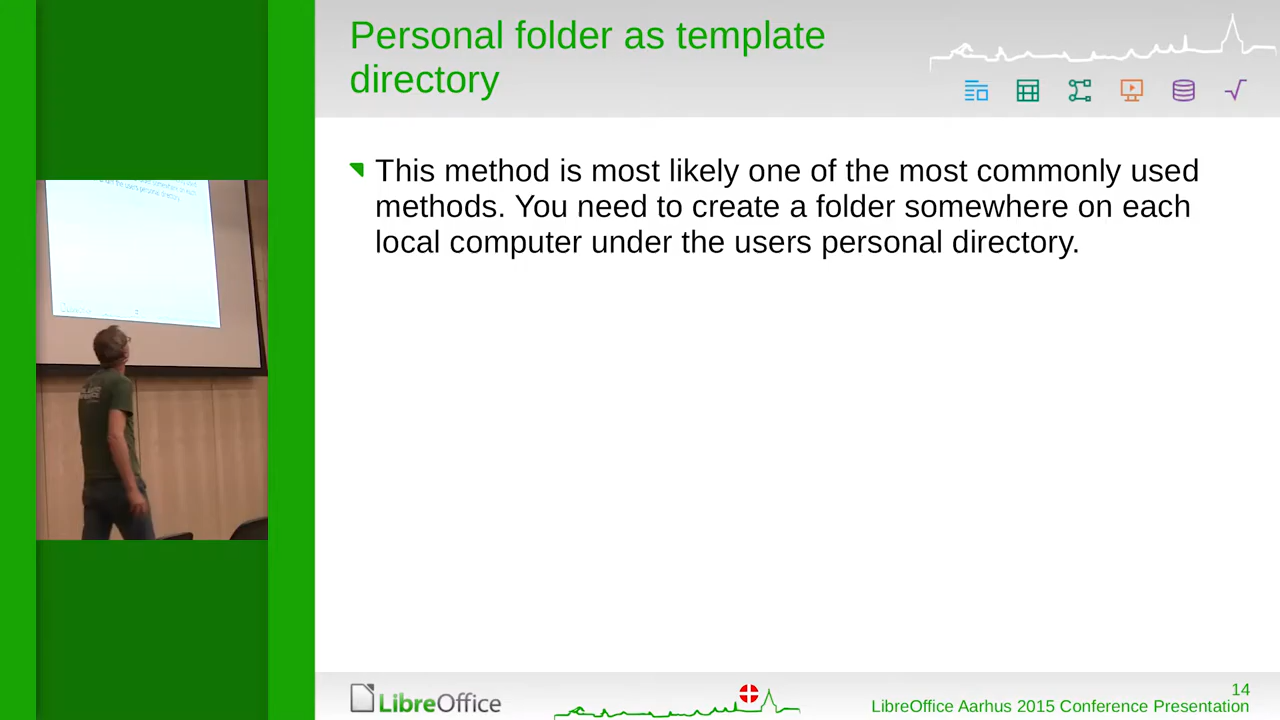 Personal folder as template
directory
This method is most likely one of the most commonly used
methods. You need to create a folder somewhere on each
local computer under the users personal directory.
LibreOffice
14
LibreOffice Aarhus 2015 Conference Presentation